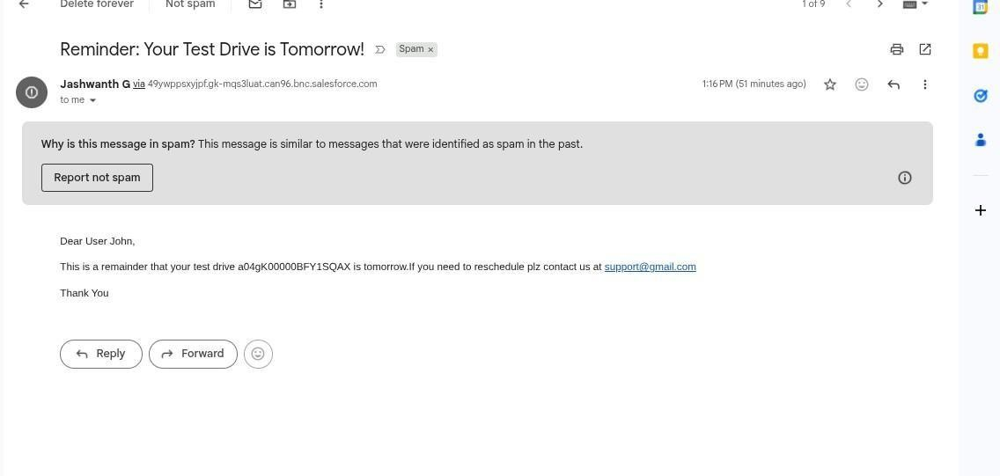 Delete forever Not spam 1 of 9
31
Reminder: Your Test Drive is Tomorrow! Spam ×
Jashwanth G via 49ywppsxyjpf.gk-mqs3luat.can96.bnc.salesforce.com 1:16 PM (51 minutes ago)
to me
Why is this message in spam? This message is similar to messages that were identified as spam in the past.
Report not spam
Dear User John,
This is a remainder that your test drive a04gK00000BFY1SQAX is tomorrow.If you need to reschedule plz contact us at support@gmail.com
Thank You
Reply Forward